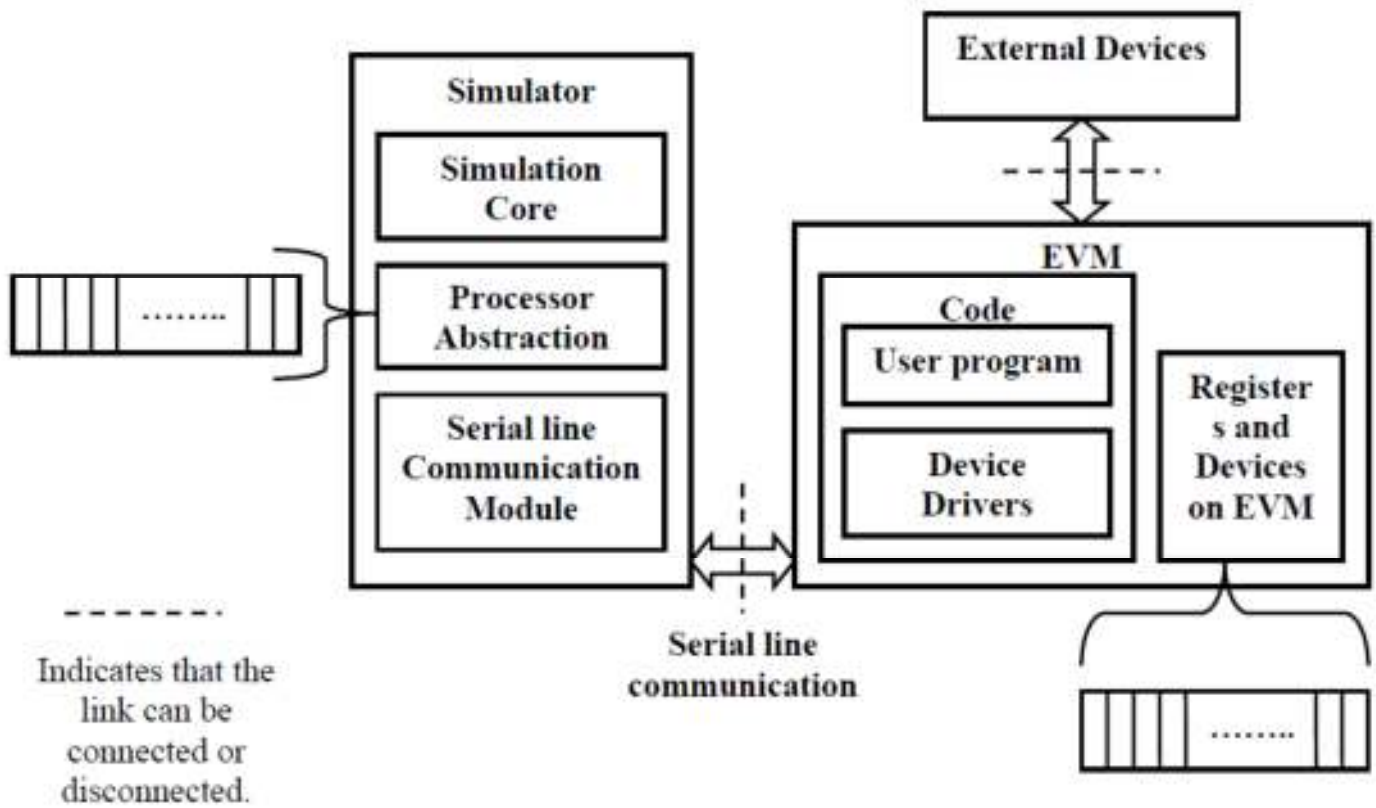 External Devices
Simulator
Simulation
Core
Processor
Abstraction
Serial line
Communication
Module
EVM
Code
User program
Device
Drivers
Register
s and
Devices
on EVM
……..
Serial line
communication
……..
Indicates that the
link can be
connected or
disconnected.